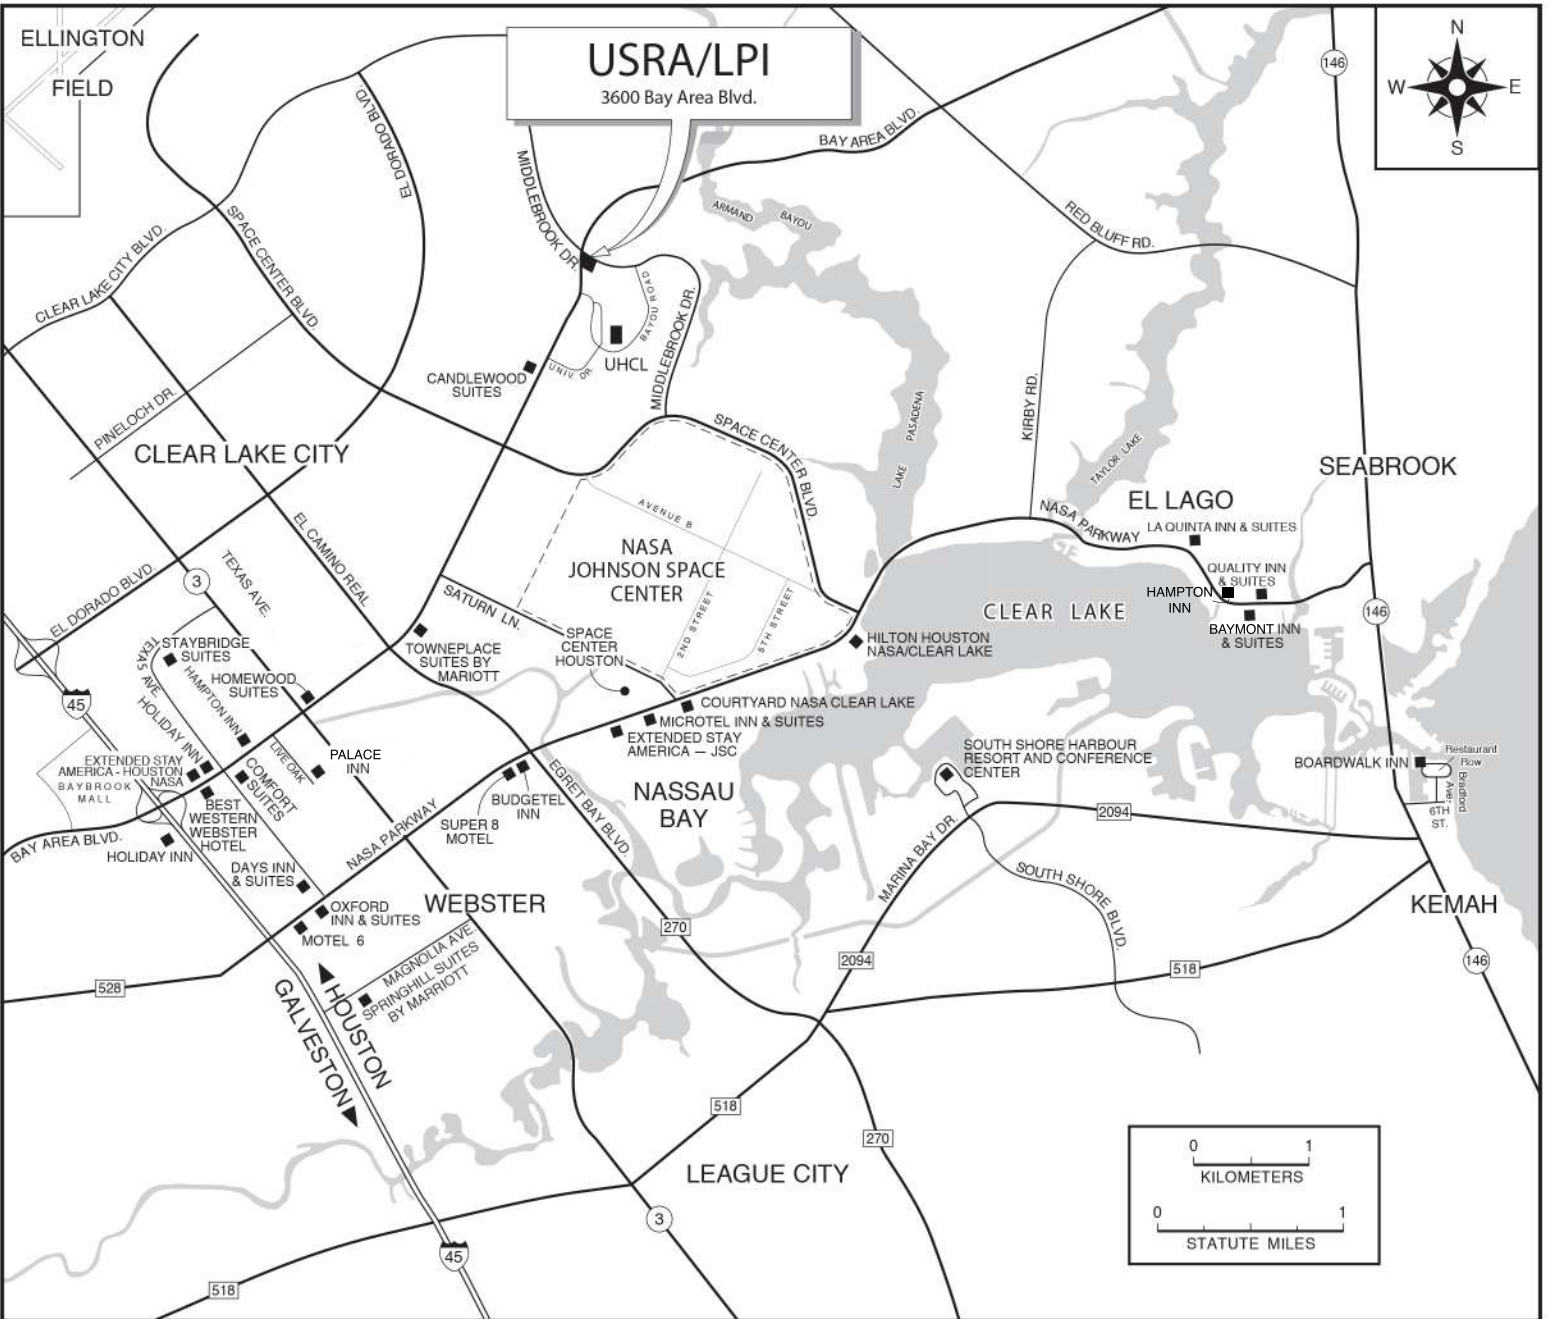 ELLINGTON
FIELD
USRA/LPI
3600 Bay Area Blvd.
146
N
W
E
S
EL DORADO BLVD.
MIDDLEBROOK DR.
BAY AREA BLVD.
ARMAND
BAYOU
RED BLUFF RD.
SPACE CENTER BLVD.
CLEAR LAKE CITY BLVD.
BAYOU ROAD
MIDDLEBROOK DR.
UHCL
UNIV. DR.
CANDLEWOOD
SUITES
PINELOCH DR.
CLEAR LAKE CITY
KIRBY RD.
LAKE
PASADENA
TAYLOR LAKE
SPACE CENTER BLVD.
SEABROOK
EL LAGO
NASA PARKWAY
LA QUINTA INN & SUITES
QUALITY INN
& SUITES
HAMPTON
INN
BAYMONT INN
& SUITES
146
AVENUE B
NASA
JOHNSON SPACE
CENTER
2ND STREET
5TH STREET
CLEAR LAKE
EL CAMINO REAL
TEXAS AVE.
3
EL DORADO BLVD.
SATURN LN.
SPACE
CENTER
HOUSTON
HILTON HOUSTON
NASA/CLEAR LAKE
TOWNEPLACE
SUITES BY
MARIOTT
TEXAS AVE.
STAYBRIDGE
SUITES
HOMEWOOD
SUITES
HAMPTON INN
HOLIDAY INN
45
COURTYARD NASA CLEAR LAKE
MICROTEL INN & SUITES
EXTENDED STAY
AMERICA — JSC
LIVE OAK
PALACE
INN
EXTENDED STAY
AMERICA - HOUSTON
NASA
BAYBROOK
MALL
COMFORT
SUITES
BEST
WESTERN
WEBSTER
HOTEL
SOUTH SHORE HARBOUR
RESORT AND CONFERENCE
CENTER
BOARDWALK INN
Restaurant
Row
Bradford
Ave.
6TH
ST.
NASSAU
BAY
EGRET BAY BLVD.
BUDGETEL
INN
SUPER 8
MOTEL
NASA PARKWAY
BAY AREA BLVD.
HOLIDAY INN
DAYS INN
& SUITES
2094
MARINA BAY DR.
SOUTH SHORE BLVD.
WEBSTER
KEMAH
OXFORD
INN & SUITES
MOTEL 6
270
MAGNOLIA AVE.
SPRINGHILL SUITES
BY MARRIOTT
2094
518
146
528
GALVESTON
HOUSTON
518
270
LEAGUE CITY
3
45
518
0 1
KILOMETERS
0 1
STATUTE MILES